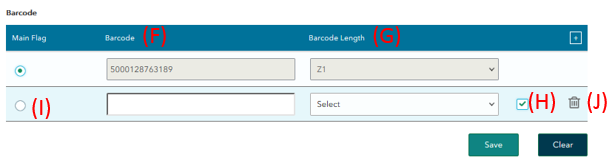 Barcode
Main Flag Barcode (F) Barcode Length (G) +
5000128763189 Z1
(I) Select (H) (J)
Save Clear